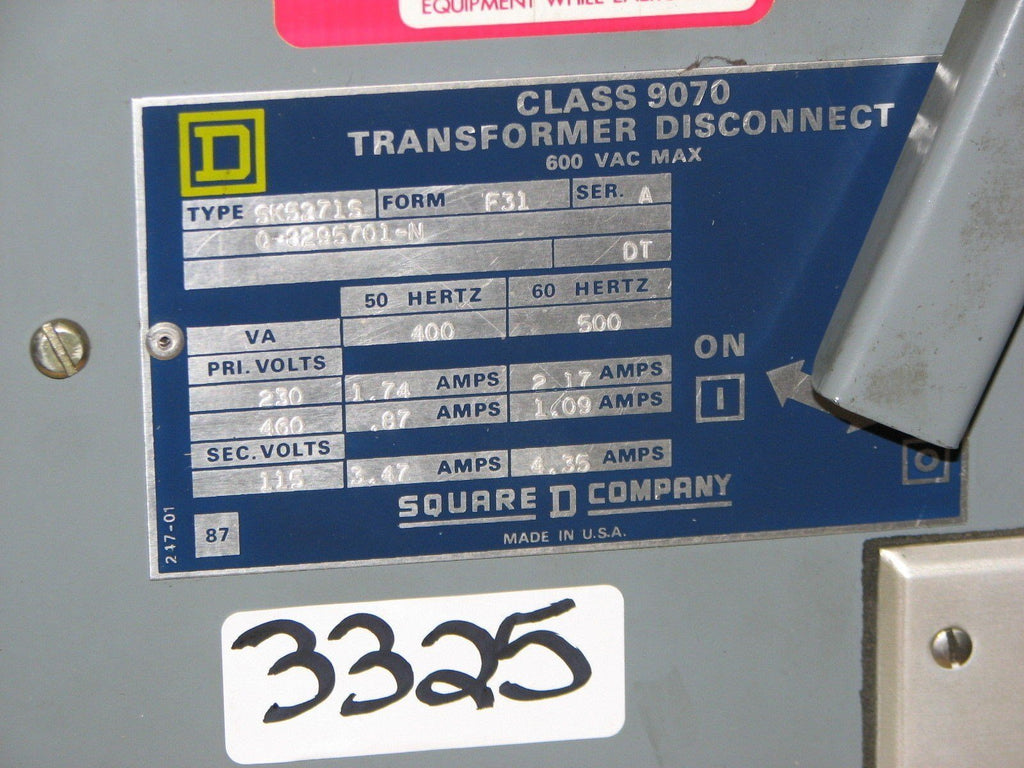 EQUIPMENT WHILE
CLASS 9070
TRANSFORMER DISCONNECT
600 VAC MAX
D
TYPE SK5271S FORM F31 SER. A
DT
50 HERTZ 60 HERTZ
VA 400 500
PRI. VOLTS
230 1.74 AMPS 2.17 AMPS
460 .87 AMPS 1.09 AMPS
SEC. VOLTS
115 3.47 AMPS 4.35 AMPS
ON
I
O
SQUARE D COMPANY
MADE IN U.S.A.
87
247-01
3325